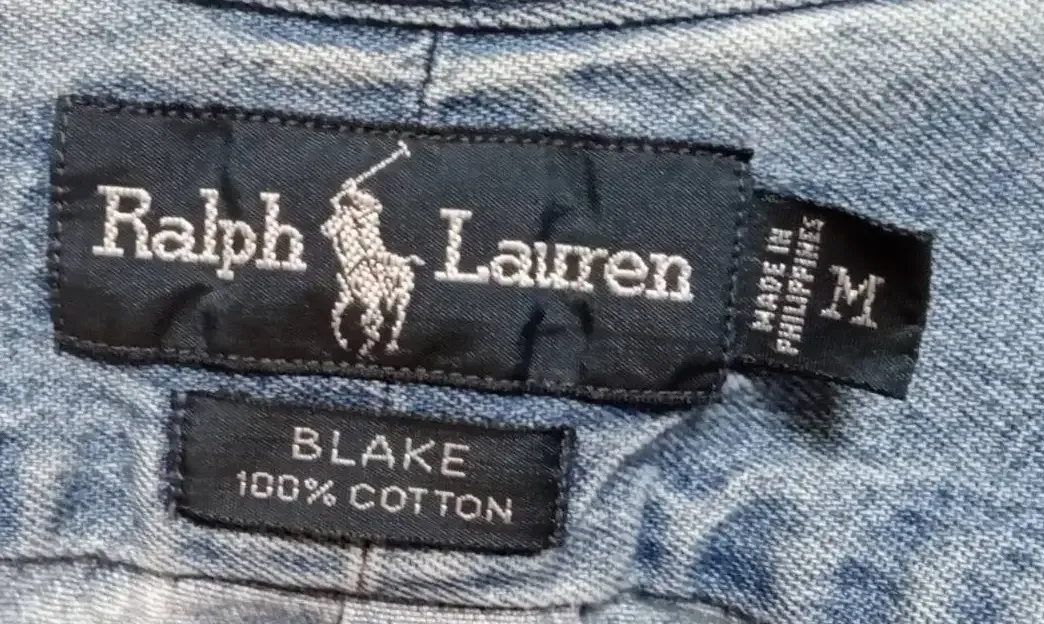 Ralph Lauren
MADE IN
PHILIPPINES
M
BLAKE
100% COTTON